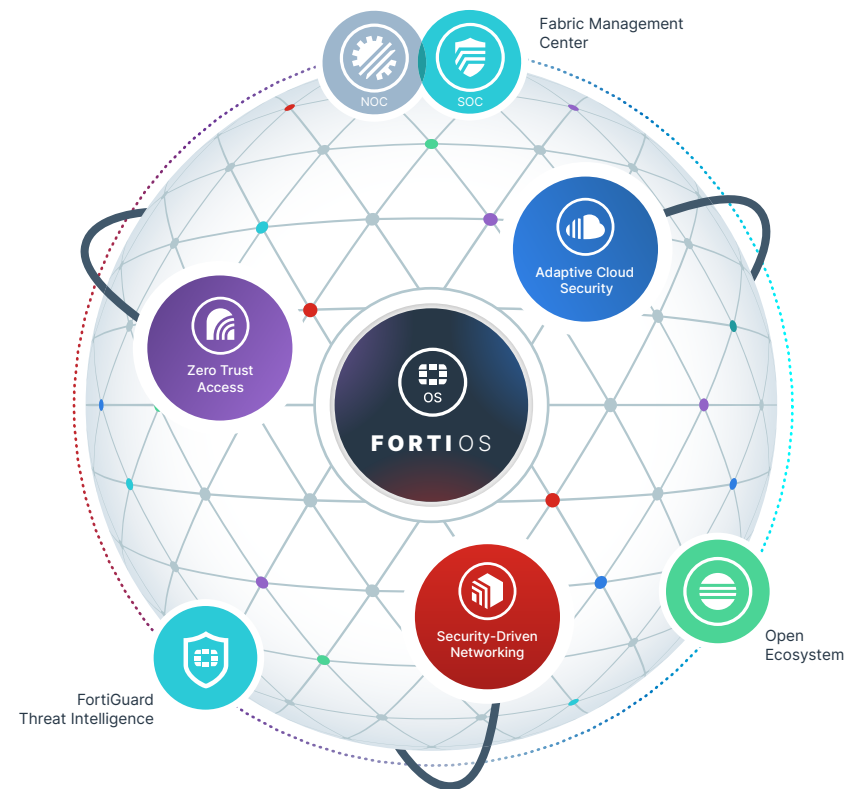 Fabric Management
Center
NOC
SOC
Adaptive Cloud
Security
Zero Trust
Access
OS
FORTIOS
Security-Driven
Networking
Open
Ecosystem
FortiGuard
Threat Intelligence